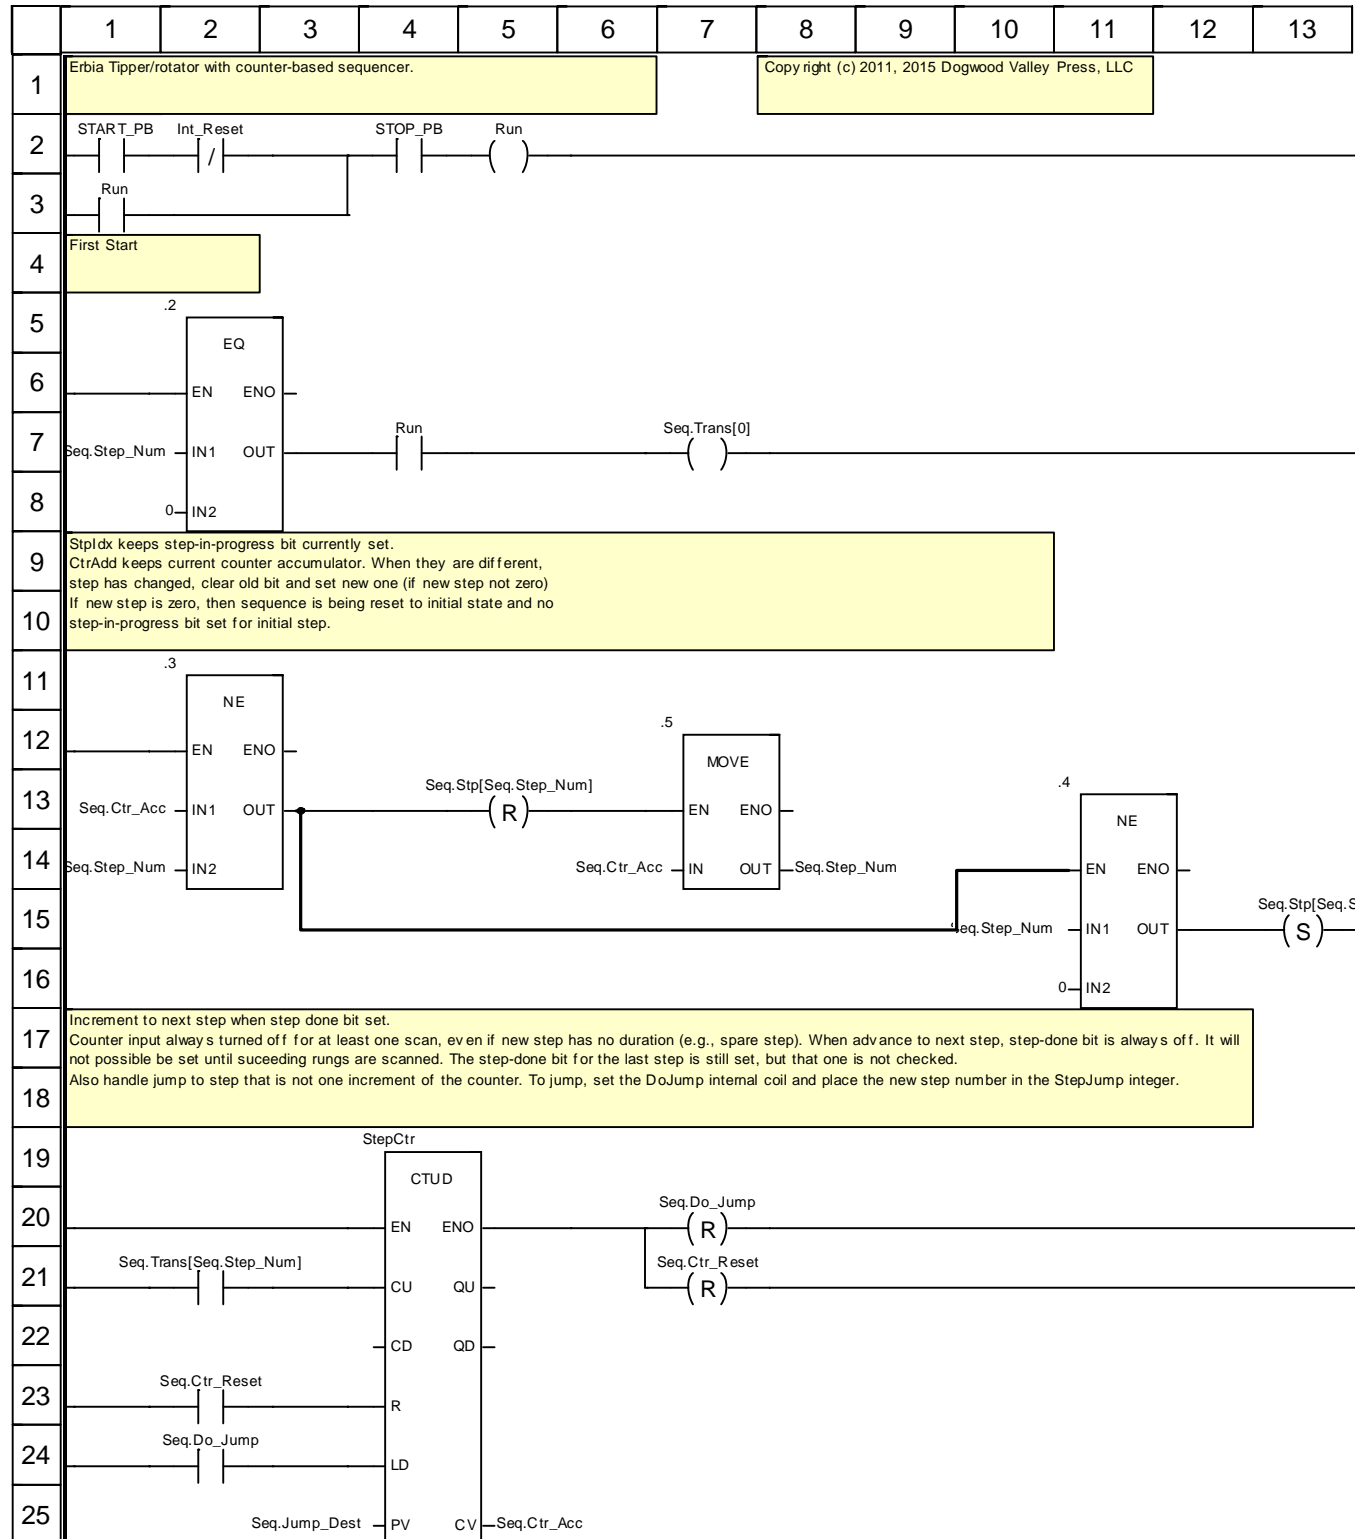 1 2 3 4 5 6 7 8 9 10 11 12 13
1
Erbia Tipper/rotator with counter-based sequencer.
Copyright (c) 2011, 2015 Dogwood Valley Press, LLC
START_PB Int_Reset STOP_PB Run
2
/
Run
3
First Start
4
.2
5
EQ
6
EN ENO
Run Seq.Trans[0]
7
Seq.Step_Num IN1 OUT
8
0 IN2
StpIdx keeps step-in-progress bit currently set.
9
CtrAdd keeps current counter accumulator. When they are different,
step has changed, clear old bit and set new one (if new step not zero)
If new step is zero, then sequence is being reset to initial state and no
10
step-in-progress bit set for initial step.
.3
11
NE
.5
12
EN ENO
MOVE
.4
Seq.Stp[Seq.Step_Num]
13
Seq.Ctr_Acc IN1 OUT R EN ENO
NE
14
Seq.Step_Num IN2 Seq.Ctr_Acc IN OUT Seq.Step_Num EN ENO
Seq.Stp[Seq.S
15
eq.Step_Num IN1 OUT S
16
0 IN2
Increment to next step when step done bit set.
17
Counter input always turned off for at least one scan, even if new step has no duration (e.g., spare step). When advance to next step, step-done bit is always off. It will
not possible be set until suceeding rungs are scanned. The step-done bit for the last step is still set, but that one is not checked.
Also handle jump to step that is not one increment of the counter. To jump, set the DoJump internal coil and place the new step number in the StepJump integer.
18
StepCtr
19
CTUD
Seq.Do_Jump
20
EN ENO R
Seq.Trans[Seq.Step_Num] Seq.Ctr_Reset
21
CU QU R
22
CD QD
Seq.Ctr_Reset
23
R
Seq.Do_Jump
24
LD
25
Seq.Jump_Dest PV CV Seq.Ctr_Acc